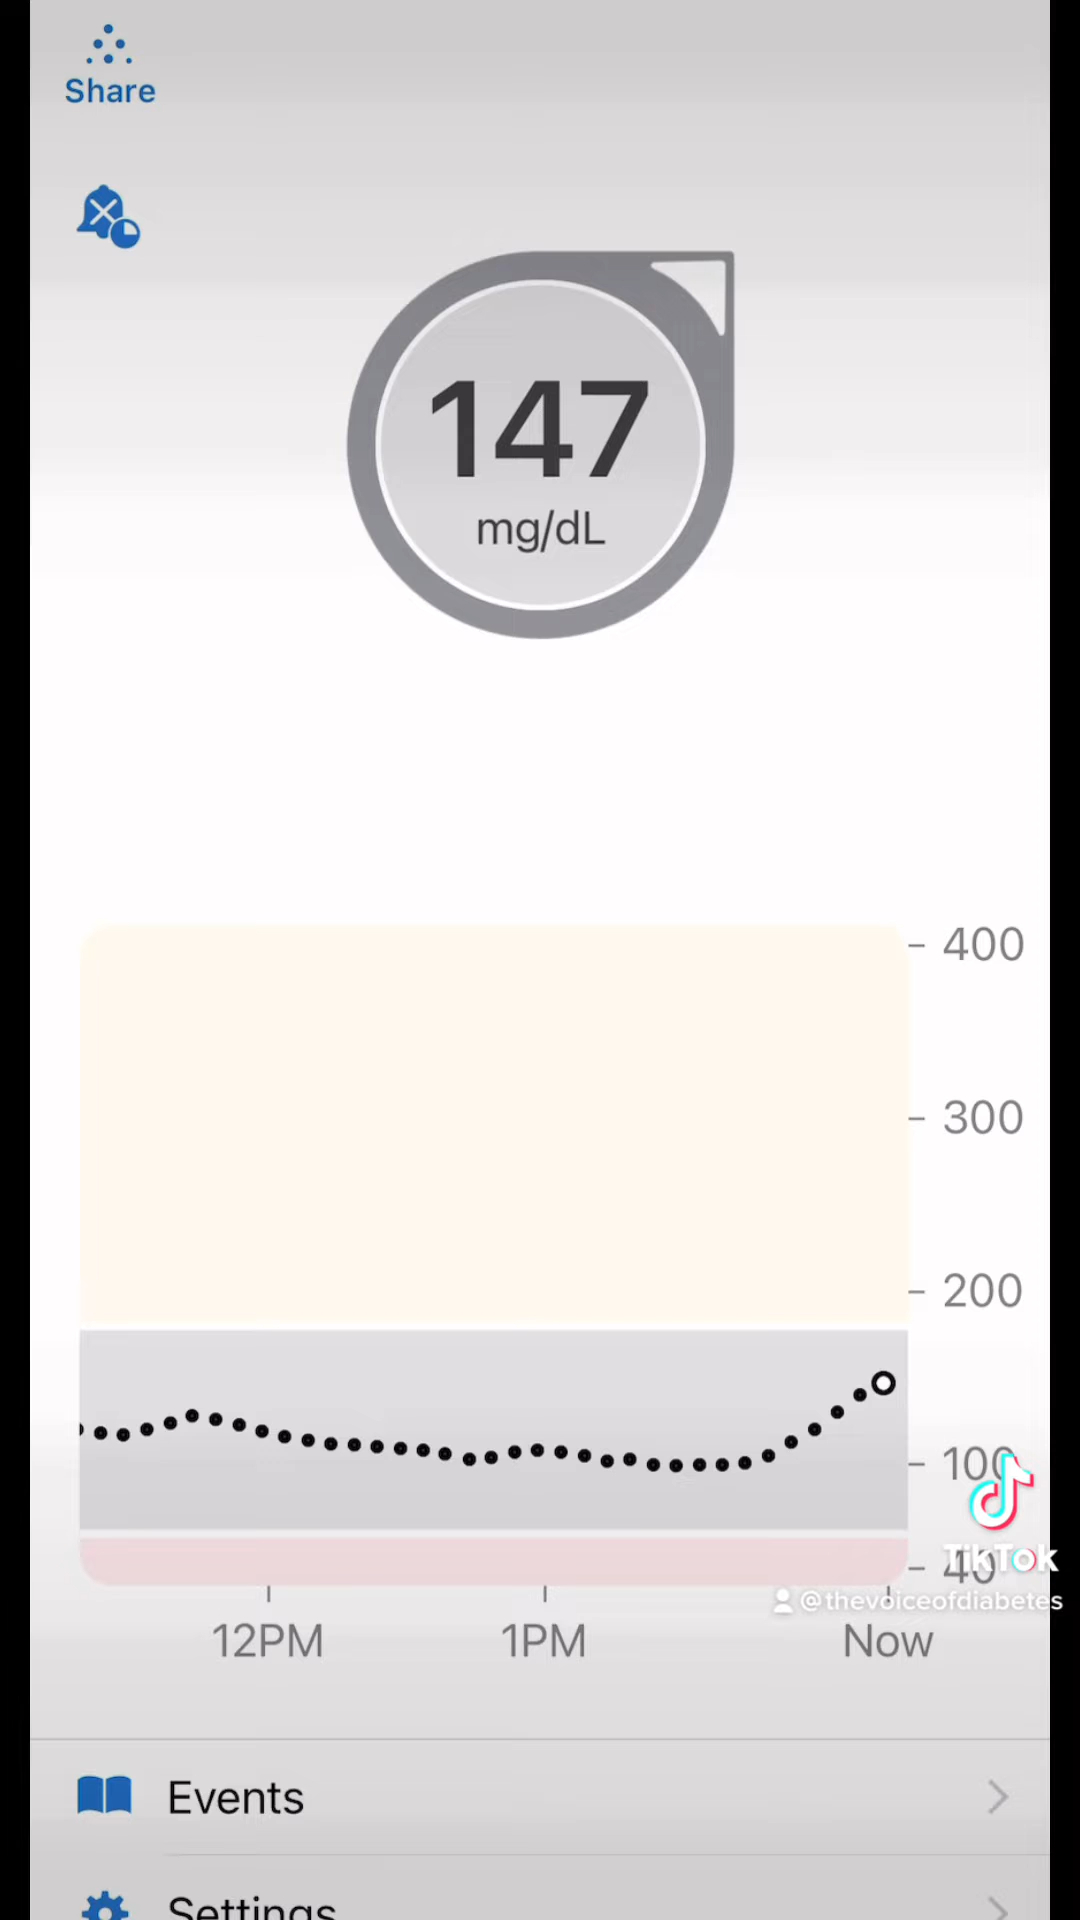 Share
147
mg/dL
400
300
200
100
TikTok
40
@thevoiceofdiabetes
12PM
1PM
Now
Events
Settings